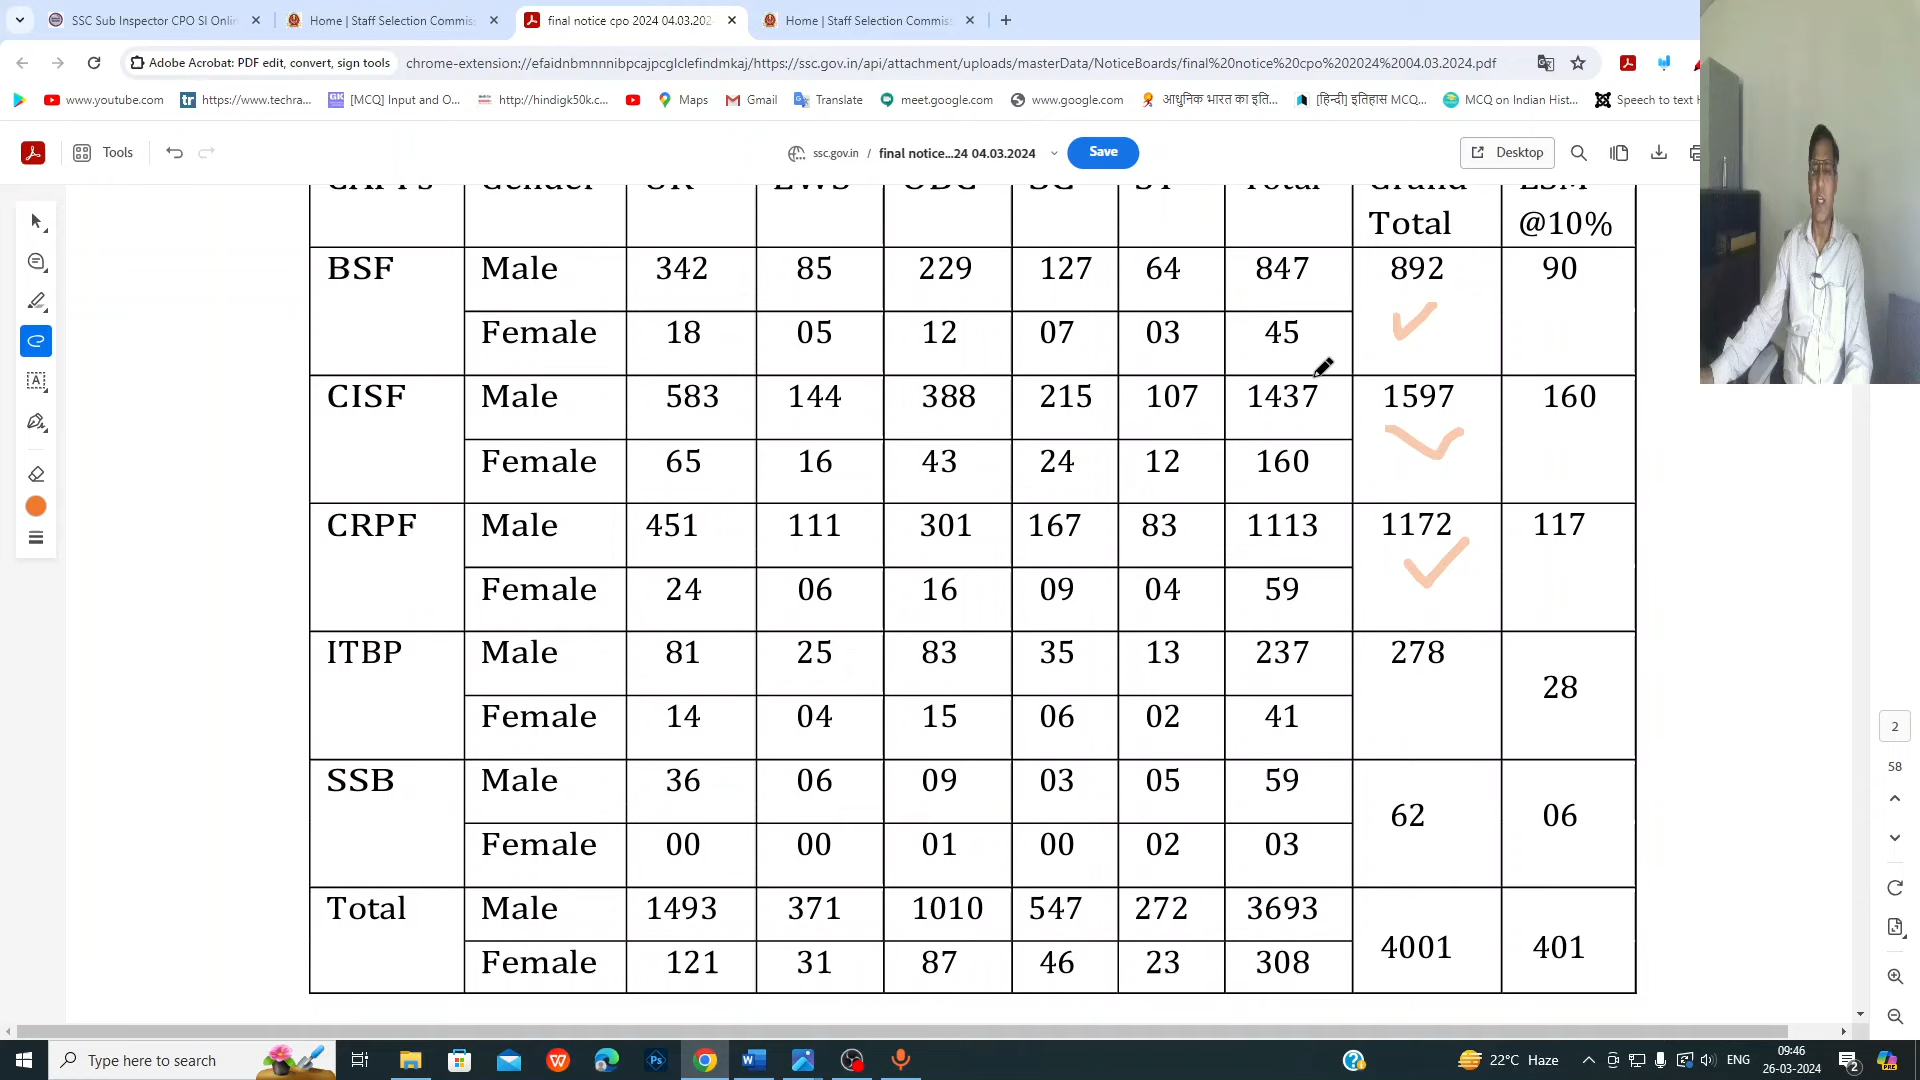 SSC Sub Inspector CPO SI Onlin
Home | Staff Selection Commiss
final notice cpo 2024 04.03.202
Home | Staff Selection Commiss
Adobe Acrobat: PDF edit, convert, sign tools
chrome-extension://efaidnbmnnnibpcajpcglclefindmkaj/https://ssc.gov.in/api/attachment/uploads/masterData/NoticeBoards/final%20notice%20cpo%202024%2004.03.2024.pdf
www.youtube.com https://www.techra... [MCQ] Input and O... http://hindigk50k.c... Maps Gmail Translate meet.google.com www.google.com आधुनिक भारत का इति... [हिन्दी] इतिहास MCQ... MCQ on Indian Hist... Speech to text H
Tools ssc.gov.in / final notice...24 04.03.2024 Save Desktop
CAPFs Gender UR EWS OBC SC ST Total Grand ESM
Total @10%
BSF Male 342 85 229 127 64 847 892 90
Female 18 05 12 07 03 45
CISF Male 583 144 388 215 107 1437 1597 160
Female 65 16 43 24 12 160
CRPF Male 451 111 301 167 83 1113 1172 117
Female 24 06 16 09 04 59
ITBP Male 81 25 83 35 13 237 278 28
Female 14 04 15 06 02 41
SSB Male 36 06 09 03 05 59 62 06
Female 00 00 01 00 02 03
Total Male 1493 371 1010 547 272 3693 4001 401
Female 121 31 87 46 23 308
2
58
Type here to search
22°C Haze
ENG
09:46
26-03-2024
2